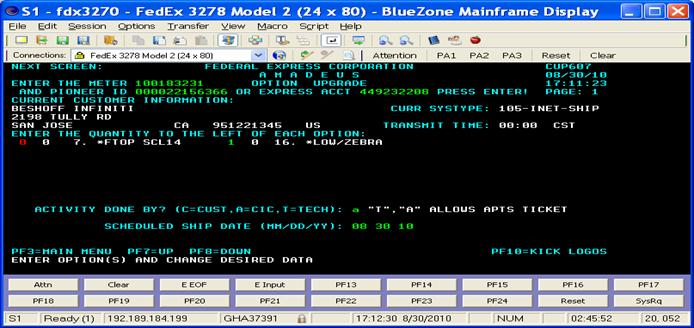 S1 - fdx3270 - FedEx 3278 Model 2 (24 x 80) - BlueZone Mainframe Display
File Edit Session Options Transfer View Macro Script Help
Connections: FedEx 3278 Model 2 (24 x 80) Attention PA1 PA2 PA3 Reset Clear
NEXT SCREEN: FEDERAL EXPRESS CORPORATION CUP607
A M A D E U S 08/30/10
ENTER THE METER 100183231 OPTION UPGRADE 17:11:23
AND PIONEER ID 000022156366 OR EXPRESS ACCT 449232208 PRESS ENTER! PAGE: 1
CURRENT CUSTOMER INFORMATION:
BESHOFF INFINITI CURR SYSTYPE: 105-INET-SHIP
2198 TULLY RD
SAN JOSE CA 951221345 US TRANSMIT TIME: 00:00 CST
ENTER THE QUANTITY TO THE LEFT OF EACH OPTION:
0 0 7. *FTOP SCL14 1 0 16. *LOW/ZEBRA
ACTIVITY DONE BY? (C=CUST,A=CIC,T=TECH): a "T","A" ALLOWS APTS TICKET
SCHEDULED SHIP DATE (MM/DD/YY): 08 30 10
PF3=MAIN MENU PF7=UP PF8=DOWN PF10=KICK LOGOS
ENTER OPTION(S) AND CHANGE DESIRED DATA
Attn Clear E EOF E Input PF13 PF14 PF15 PF16 PF17
PF18 PF19 PF20 PF21 PF22 PF23 PF24 Reset SysRq
S1 Ready (1) 192.189.184.199 GHA37391 17:12:30 8/30/2010 NUM 02:45:52 20, 052